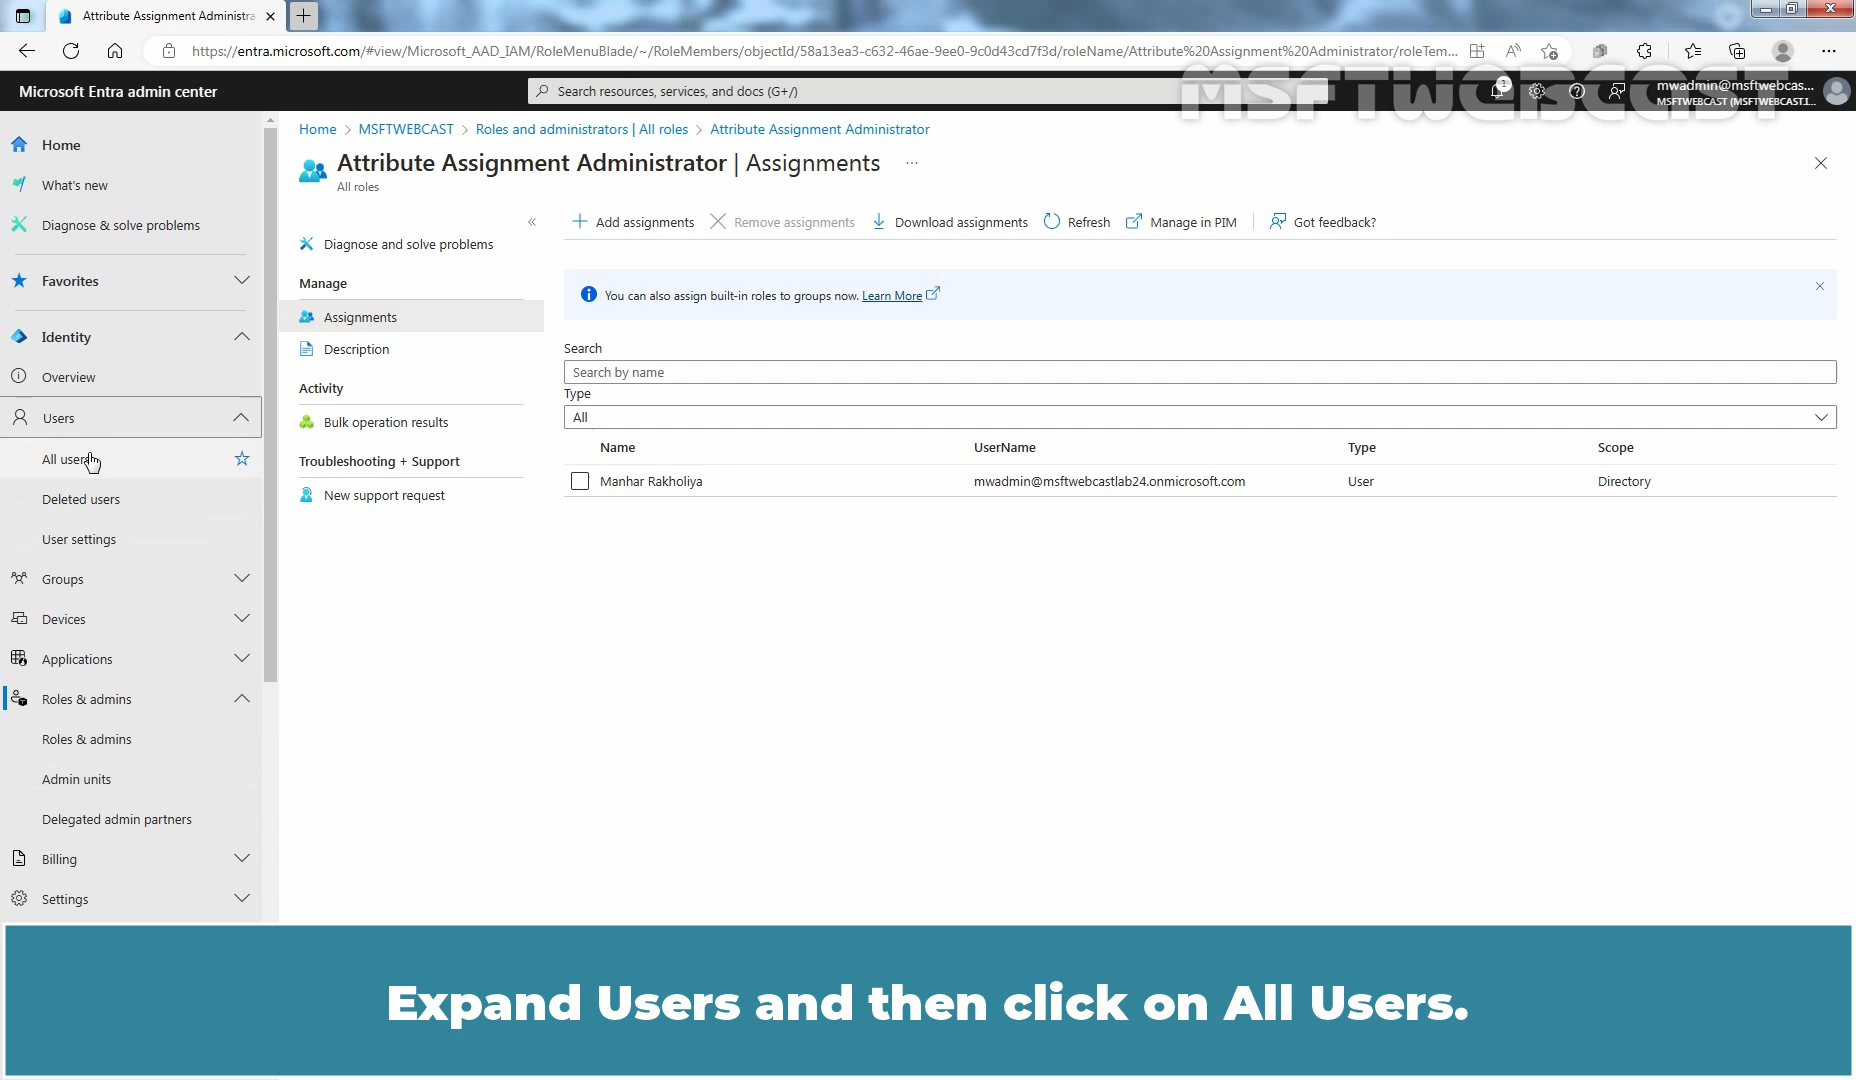 Attribute Assignment Administra
https://entra.microsoft.com/#view/Microsoft_AAD_IAM/RoleMenuBlade/~/RoleMembers/objectId/58a13ea3-c632-46ae-9ee0-9c0d43cd7f3d/roleName/Attribute%20Assignment%20Administrator/roleTem...
Microsoft Entra admin center
Search resources, services, and docs (G+/)
MSFTWEBCAST
1
mwadmin@msftwebcas...
MSFTWEBCAST (MSFTWEBCAST.I...
Home
What's new
Diagnose & solve problems
Favorites
Identity
Overview
Users
All users
Deleted users
User settings
Groups
Devices
Applications
Roles & admins
Roles & admins
Admin units
Delegated admin partners
Billing
Settings
Home > MSFTWEBCAST > Roles and administrators | All roles > Attribute Assignment Administrator
Attribute Assignment Administrator | Assignments ...
All roles
Diagnose and solve problems
Manage
Assignments
Description
Activity
Bulk operation results
Troubleshooting + Support
New support request
Add assignments Remove assignments Download assignments Refresh Manage in PIM Got feedback?
You can also assign built-in roles to groups now. Learn More
Search
Search by name
Type
All
Name UserName Type Scope
Manhar Rakholiya mwadmin@msftwebcastlab24.onmicrosoft.com User Directory
Expand Users and then click on All Users.